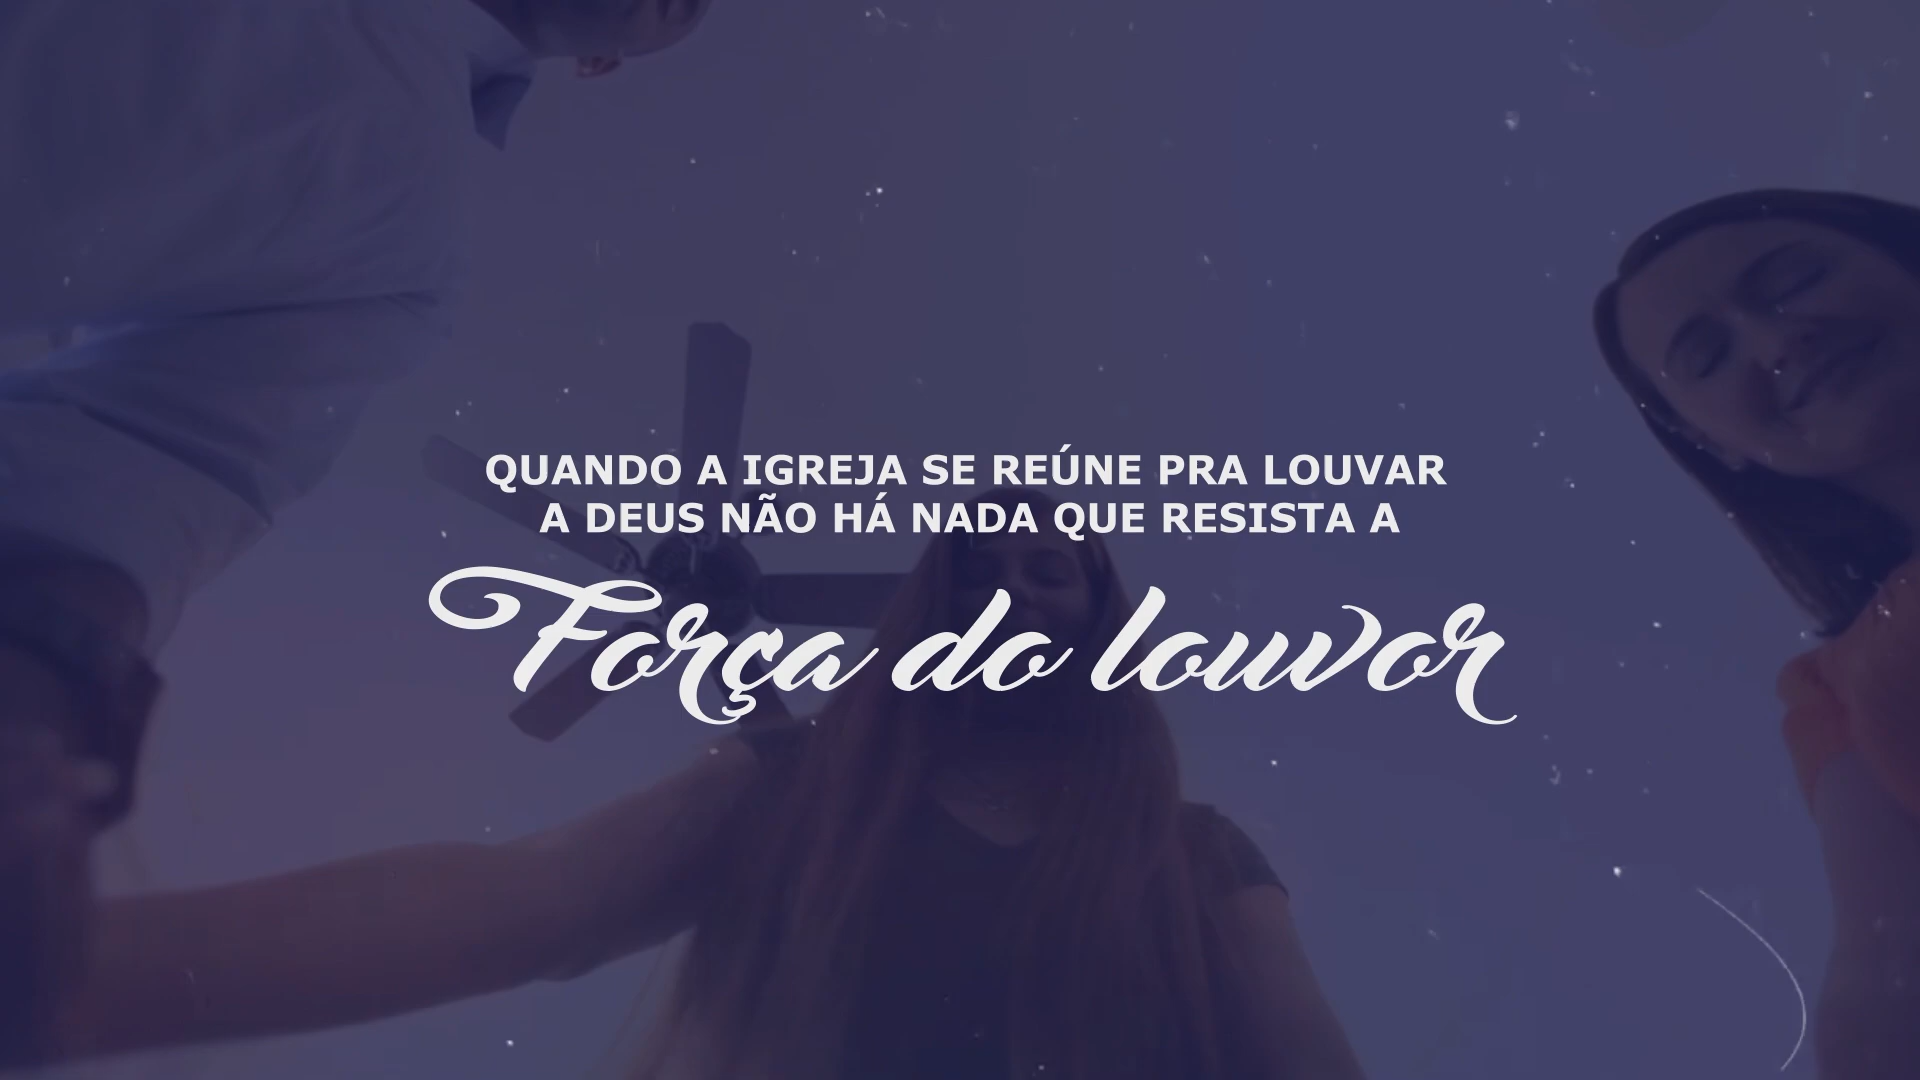 QUANDO A IGREJA SE REÚNE PRA LOUVAR
A DEUS NÃO HÁ NADA QUE RESISTA A
Força do louvor